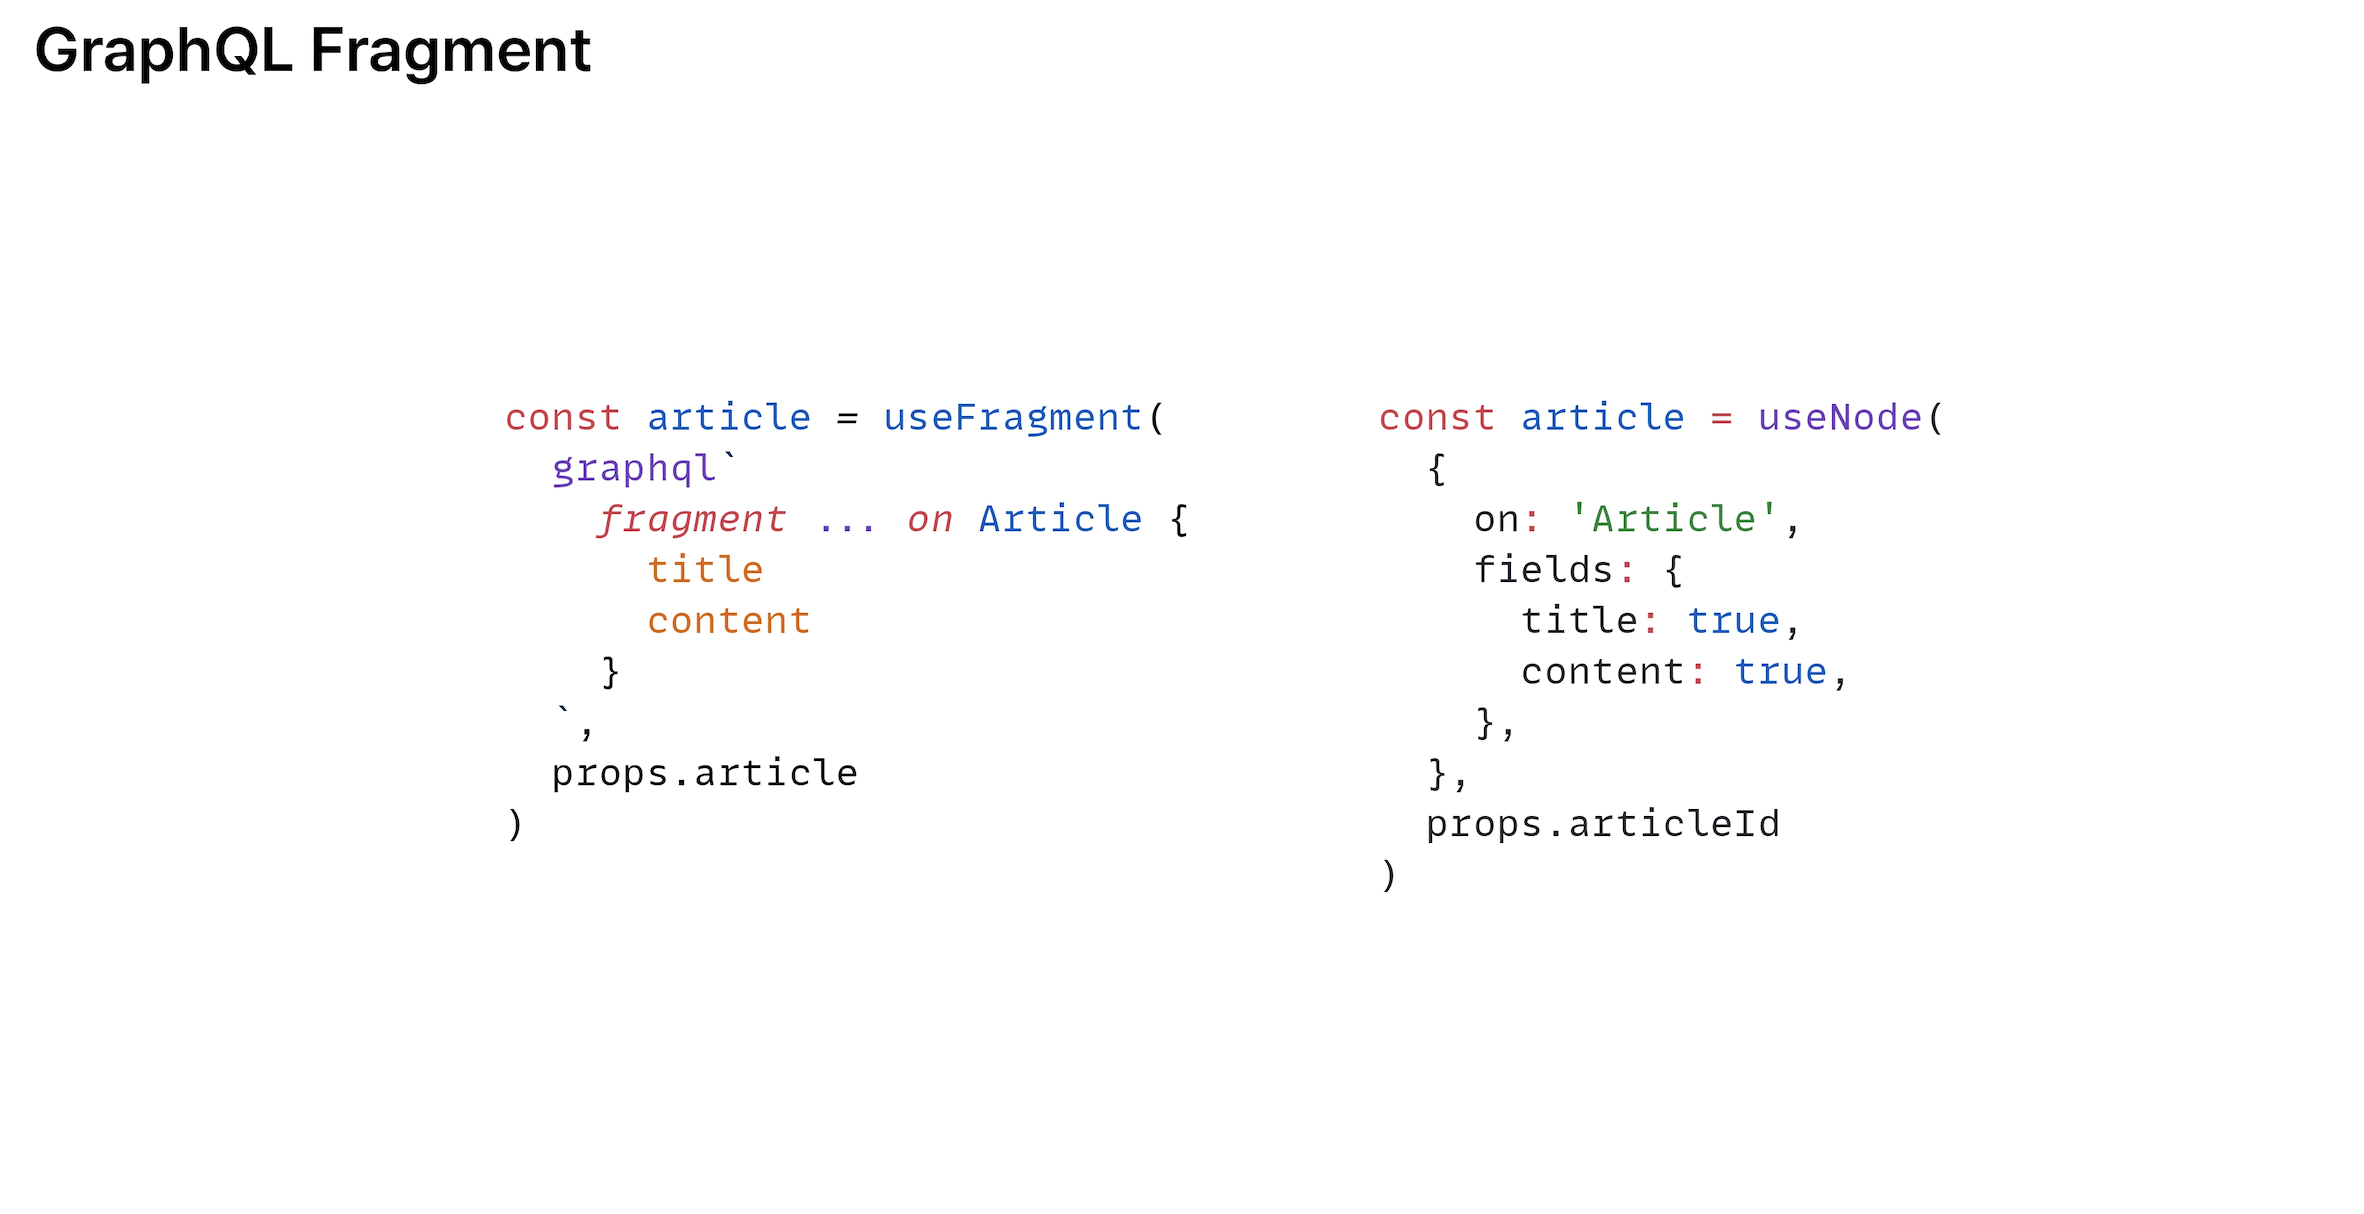 GraphQL Fragment
const article = useFragment(
  graphql`
    fragment ... on Article {
      title
      content
    }
  `,
  props.article
)
const article = useNode(
  {
    on: 'Article',
    fields: {
      title: true,
      content: true,
    },
  },
  props.articleId
)